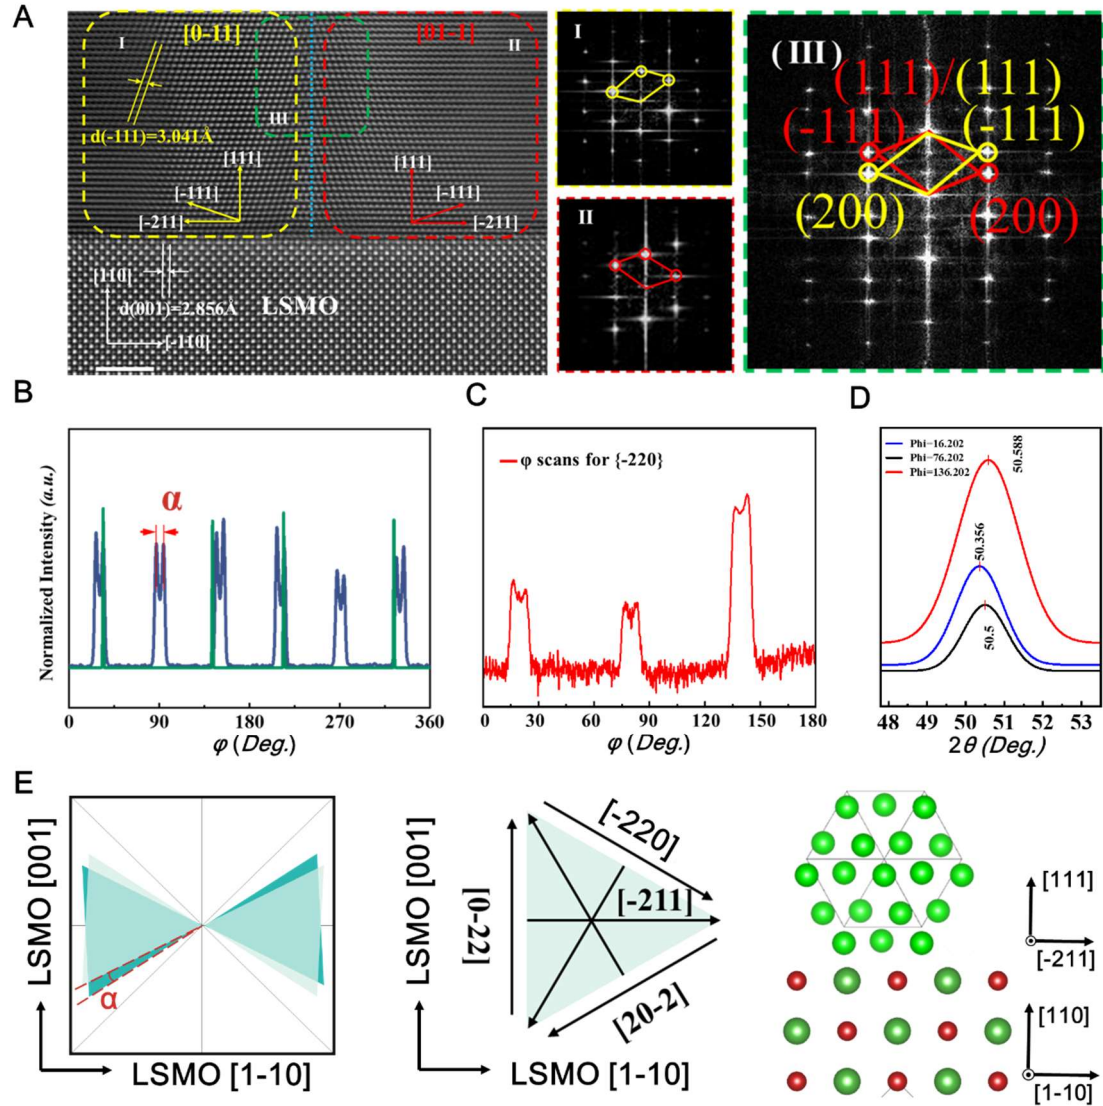 A
I
[0-11]
[01-1]
II
III
d(-111)=3.041Å
[111]
[-111]
[-211]
[111]
[-111]
[-211]
[110]
d(001)=2.856Å
LSMO
[-110]
I
II
(III)
(111)/(111)
(-111)
(-111)
(200)
(200)
B
Normalized Intensity (a.u.)
α
0
90
180
270
360
φ (Deg.)
C
φ scans for {-220}
0
30
60
90
120
150
180
φ (Deg.)
D
Phi=16.202
Phi=76.202
Phi=136.202
50.588
50.356
50.5
48
49
50
51
52
53
2θ (Deg.)
E
LSMO [001]
α
LSMO [1-10]
LSMO [001]
[0-22]
[-220]
[-211]
[20-2]
LSMO [1-10]
[111]
[-211]
[110]
[1-10]